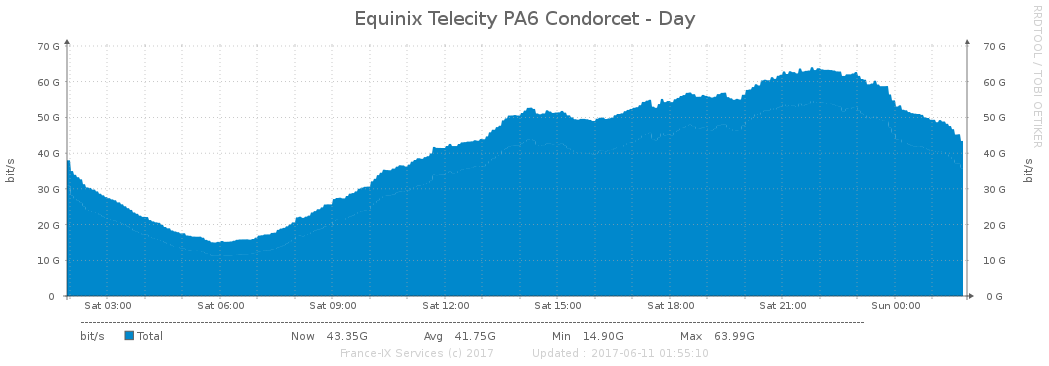 Equinix Telecity PA6 Condorcet - Day
RRDTOOL / TOBI OETIKER
70 G 70 G
60 G 60 G
50 G 50 G
40 G 40 G
30 G 30 G
20 G 20 G
10 G 10 G
0 0 G
bit/s
bit/s
Sat 03:00 Sat 06:00 Sat 09:00 Sat 12:00 Sat 15:00 Sat 18:00 Sat 21:00 Sun 00:00
bit/s Total Now 43.35G Avg 41.75G Min 14.90G Max 63.99G
France-IX Services (c) 2017 Updated : 2017-06-11 01:55:10